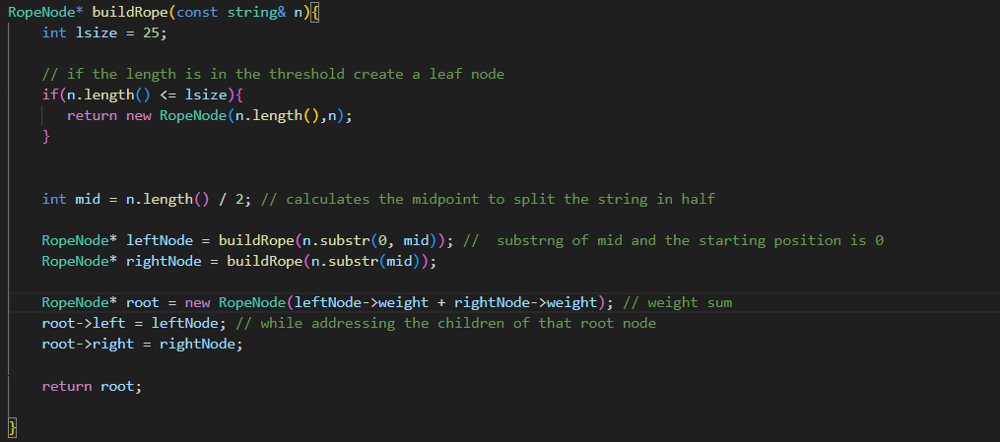 RopeNode* buildRope(const string& n){
int lsize = 25;
// if the length is in the threshold create a leaf node
if(n.length() <= lsize){
return new RopeNode(n.length(),n);
}
int mid = n.length() / 2; // calculates the midpoint to split the string in half
RopeNode* leftNode = buildRope(n.substr(0, mid)); //  substrng of mid and the starting position is 0
RopeNode* rightNode = buildRope(n.substr(mid));
RopeNode* root = new RopeNode(leftNode->weight + rightNode->weight); // weight sum
root->left = leftNode; // while addressing the children of that root node
root->right = rightNode;
return root;
}